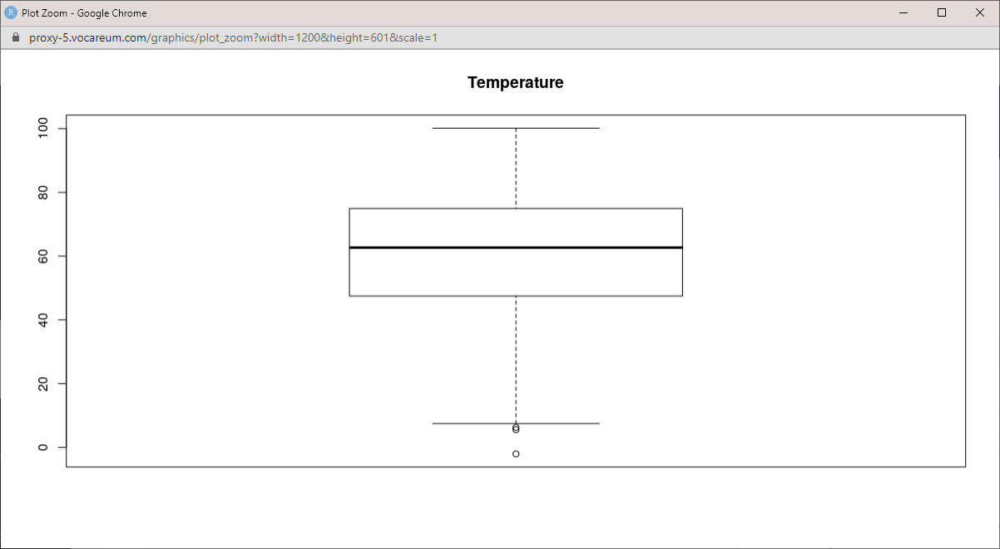 R Plot Zoom - Google Chrome
proxy-5.vocareum.com/graphics/plot_zoom?width=1200&height=601&scale=1
Temperature
100
80
60
40
20
0